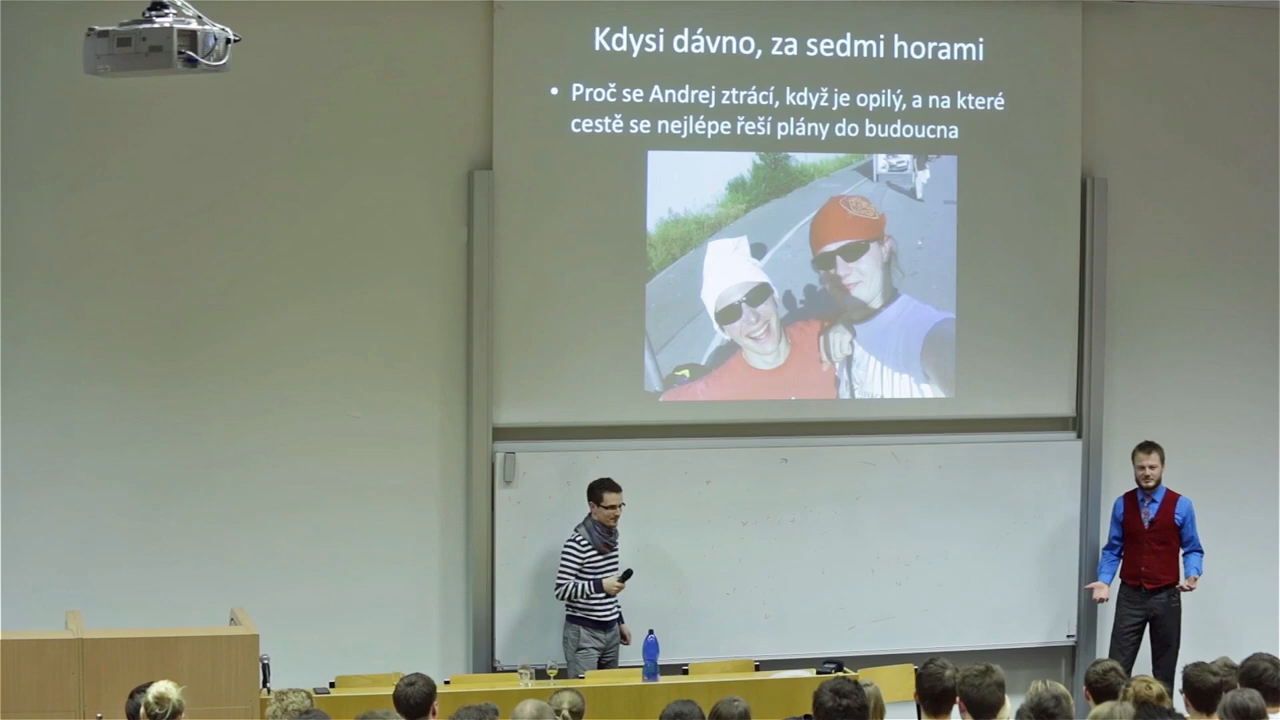 Kdysi dávno, za sedmi horami
• Proč se Andrej ztrácí, když je opilý, a na které
cestě se nejlépe řeší plány do budoucna